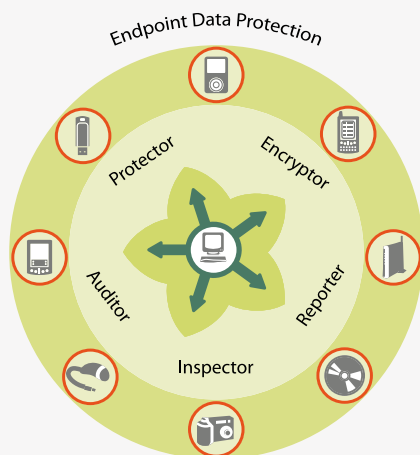 Endpoint Data Protection
Protector
Encryptor
Auditor
Reporter
Inspector